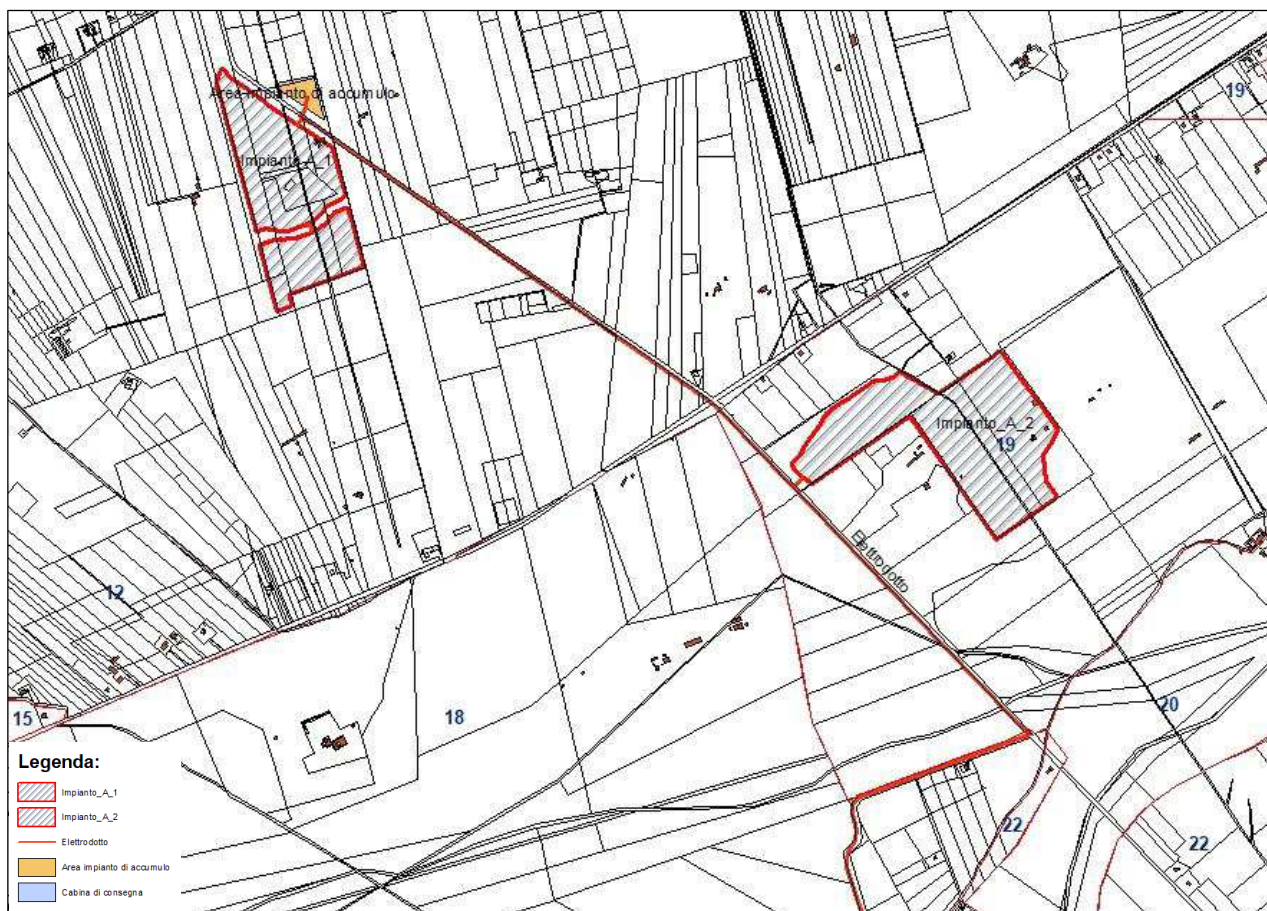 19
Area impianto di accumulo
Impianto_A_1
Impianto_A_2
19
Elettrodotto
12
20
15
18
22
22
Legenda:
Impianto_A_1
Impianto_A_2
Elettrodotto
Area impianto di accumulo
Cabina di consegna